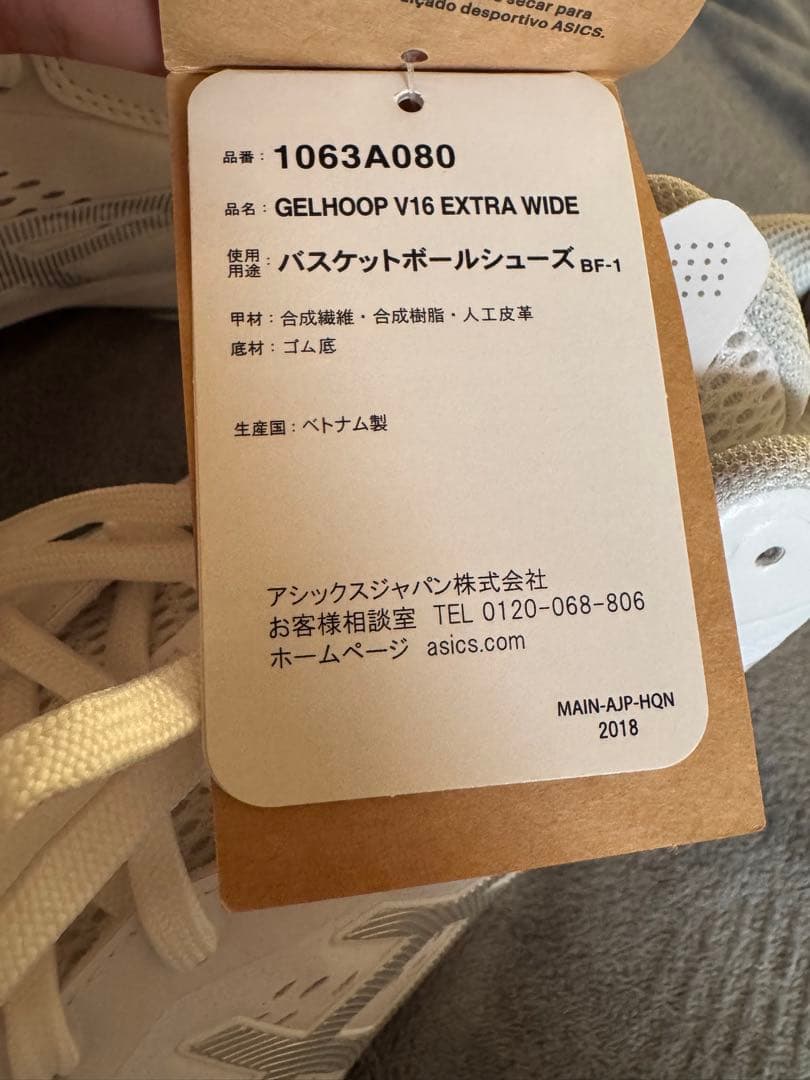 secar para
çado desportivo ASICS.
品番：1063A080
品名：GELHOOP V16 EXTRA WIDE
使用用途：バスケットボールシューズ BF-1
甲材：合成繊維・合成樹脂・人工皮革
底材：ゴム底
生産国：ベトナム製
アシックスジャパン株式会社
お客様相談室 TEL 0120-068-806
ホームページ asics.com
MAIN-AJP-HQN
2018